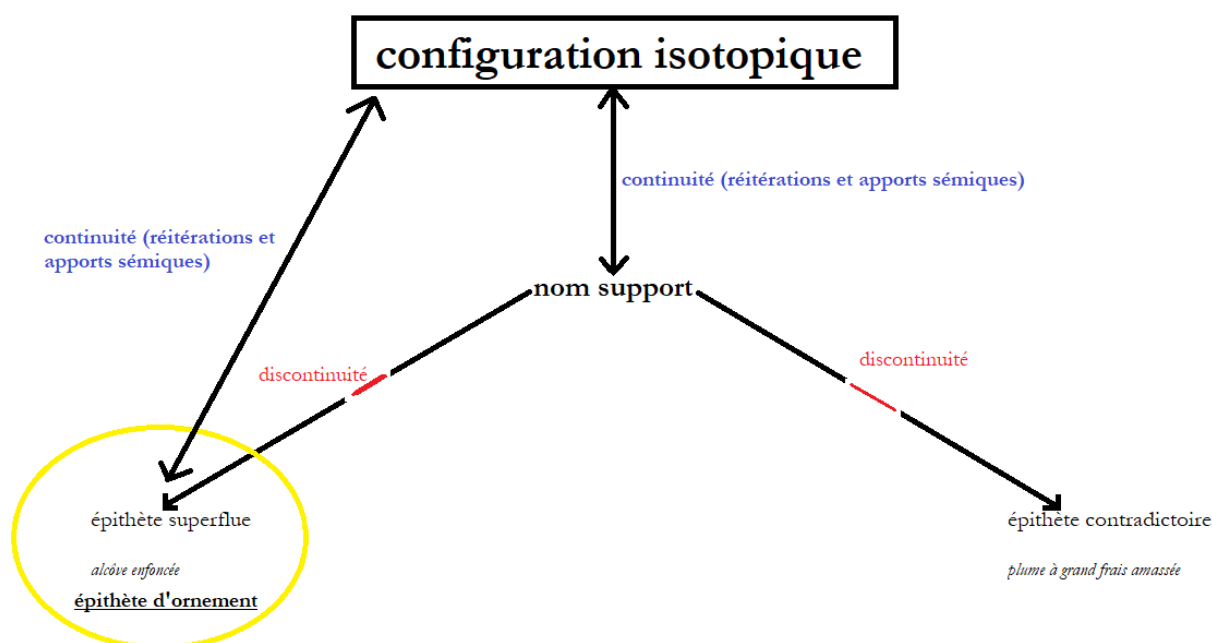 configuration isotopique
continuité (réitérations et apports sémiques)
continuité (réitérations et
apports sémiques)
nom support
discontinuité
discontinuité
épithète superflue
épithète contradictoire
alcôve enfoncée
plume à grand frais amassée
épithète d'ornement